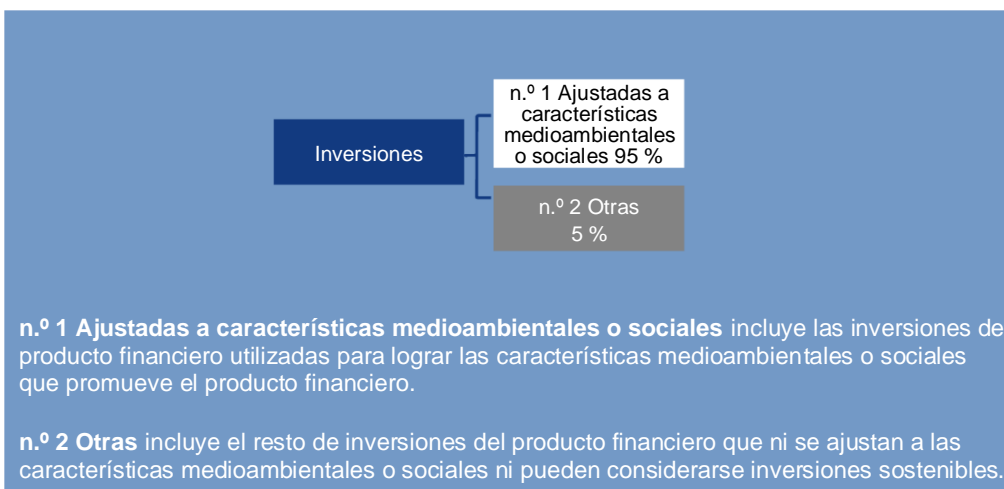 Inversiones
n.º 1 Ajustadas a
características
medioambientales
o sociales 95 %
n.º 2 Otras
5 %
n.º 1 Ajustadas a características medioambientales o sociales incluye las inversiones de
producto financiero utilizadas para lograr las características medioambientales o sociales
que promueve el producto financiero.
n.º 2 Otras incluye el resto de inversiones del producto financiero que ni se ajustan a las
características medioambientales o sociales ni pueden considerarse inversiones sostenibles.